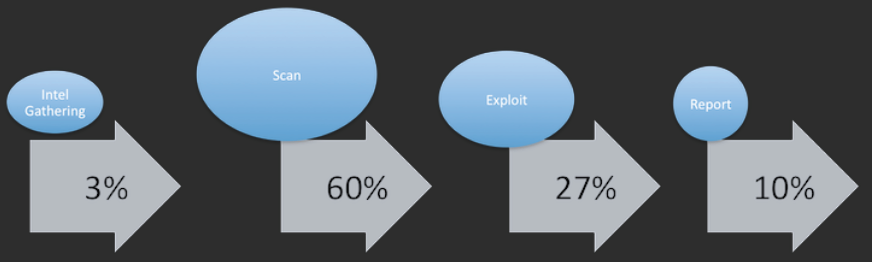 Intel
Gathering
3%
Scan
60%
Exploit
27%
Report
10%